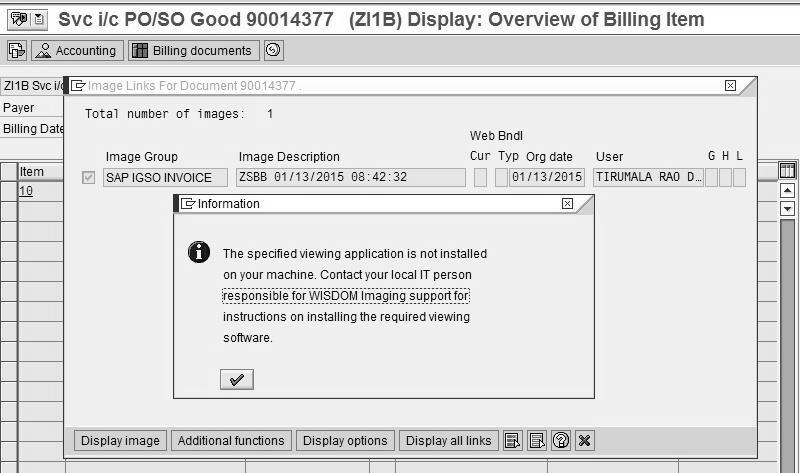 Svc i/c PO/SO Good 90014377 (ZI1B) Display: Overview of Billing Item
Accounting Billing documents
ZI1B Svc i/c
Image Links For Document 90014377 .
Payer
Billing Date
Total number of images: 1
Web Bndl
Image Group Image Description Cur Typ Org date User G H L
SAP IGSO INVOICE ZSBB 01/13/2015 08:42:32 01/13/2015 TIRUMALA RAO D...
Item
10
Information
The specified viewing application is not installed
on your machine. Contact your local IT person
responsible for WISDOM Imaging support for
instructions on installing the required viewing
software.
Display image Additional functions Display options Display all links